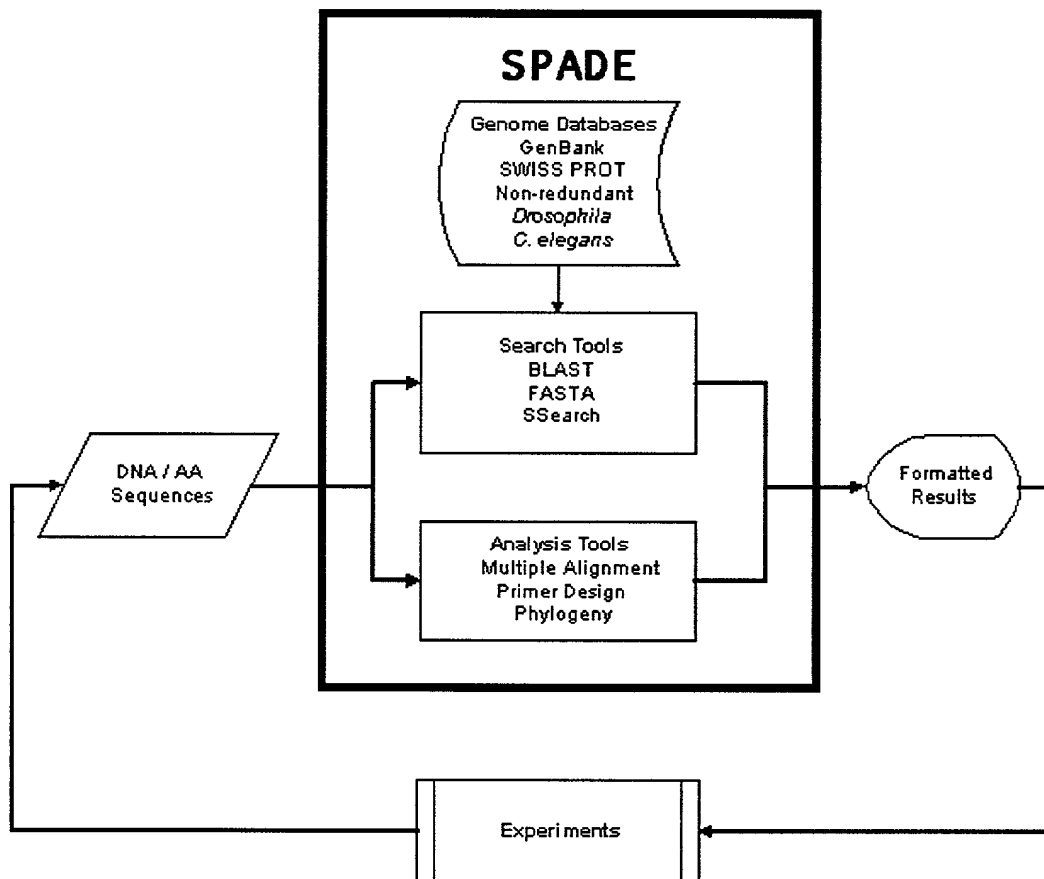 SPADE
Genome Databases
GenBank
SWISS PROT
Non-redundant
Drosophila
C. elegans
Search Tools
BLAST
FASTA
SSearch
DNA / AA
Sequences
Formatted
Results
Analysis Tools
Multiple Alignment
Primer Design
Phylogeny
Experiments